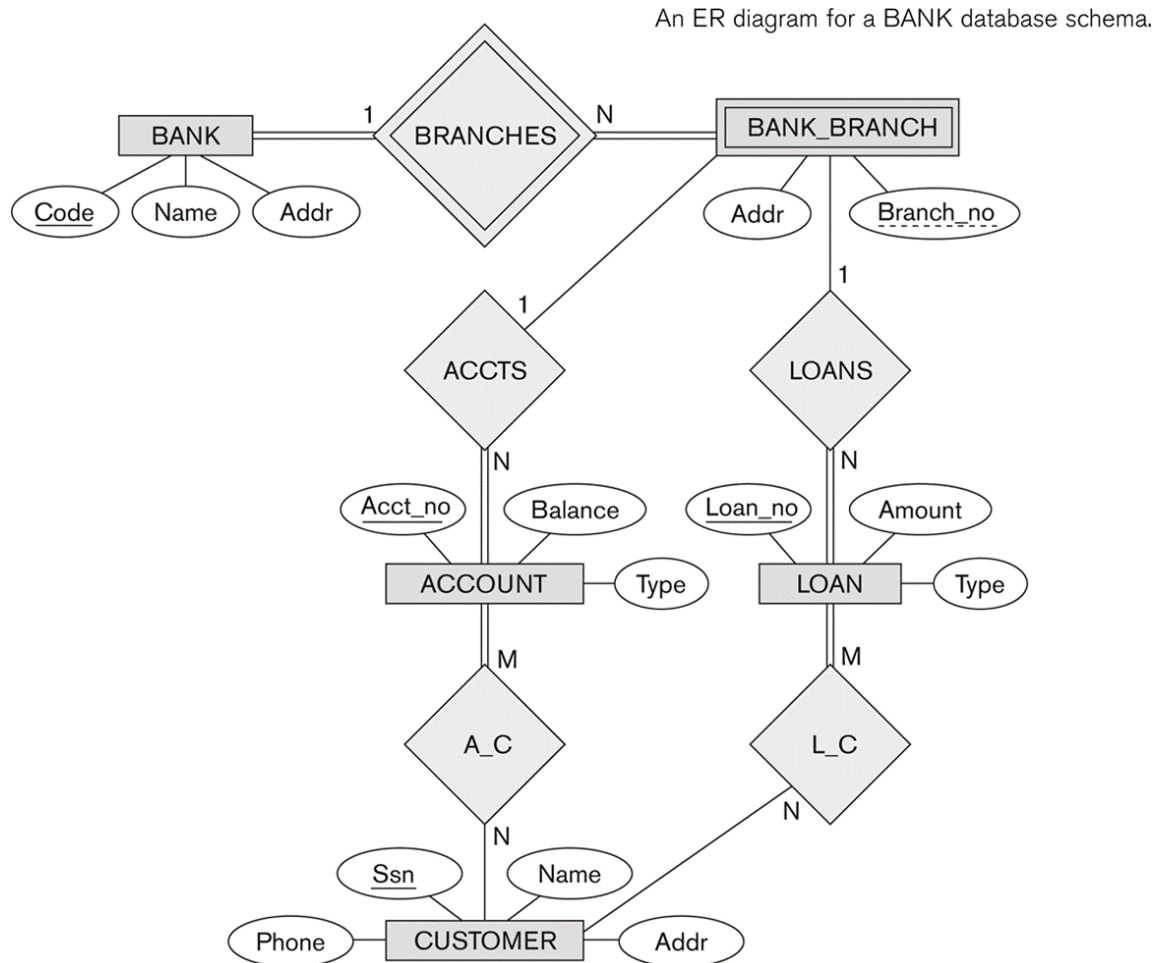 An ER diagram for a BANK database schema.
1
N
BANK
BRANCHES
BANK_BRANCH
Code
Name
Addr
Addr
Branch_no
1
1
ACCTS
LOANS
N
N
Acct_no
Balance
Loan_no
Amount
ACCOUNT
Type
LOAN
Type
M
M
A_C
L_C
N
N
Ssn
Name
Phone
CUSTOMER
Addr